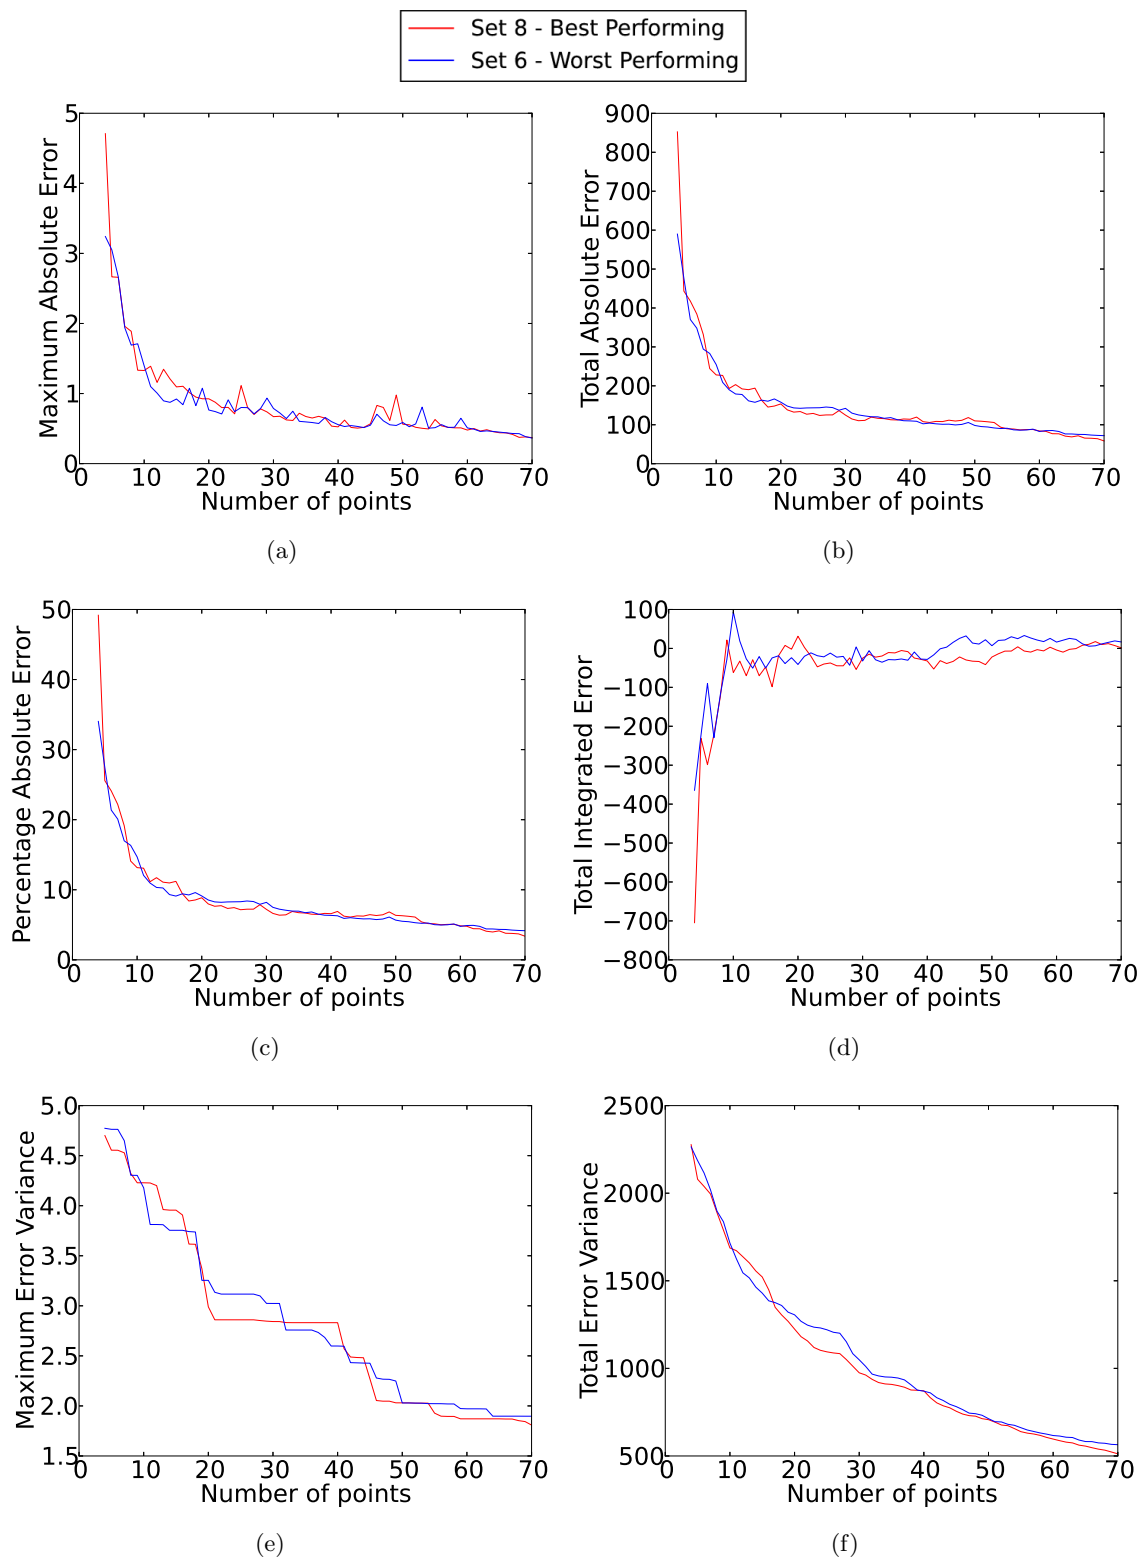 Set 8 - Best Performing
Set 6 - Worst Performing
5
4
3
2
1
0
Maximum Absolute Error
0 10 20 30 40 50 60 70
Number of points
(a)
900
800
700
600
500
400
300
200
100
0
Total Absolute Error
0 10 20 30 40 50 60 70
Number of points
(b)
50
40
30
20
10
0
Percentage Absolute Error
0 10 20 30 40 50 60 70
Number of points
(c)
100
0
−100
−200
−300
−400
−500
−600
−700
−800
Total Integrated Error
0 10 20 30 40 50 60 70
Number of points
(d)
5.0
4.5
4.0
3.5
3.0
2.5
2.0
1.5
Maximum Error Variance
0 10 20 30 40 50 60 70
Number of points
(e)
2500
2000
1500
1000
500
Total Error Variance
0 10 20 30 40 50 60 70
Number of points
(f)